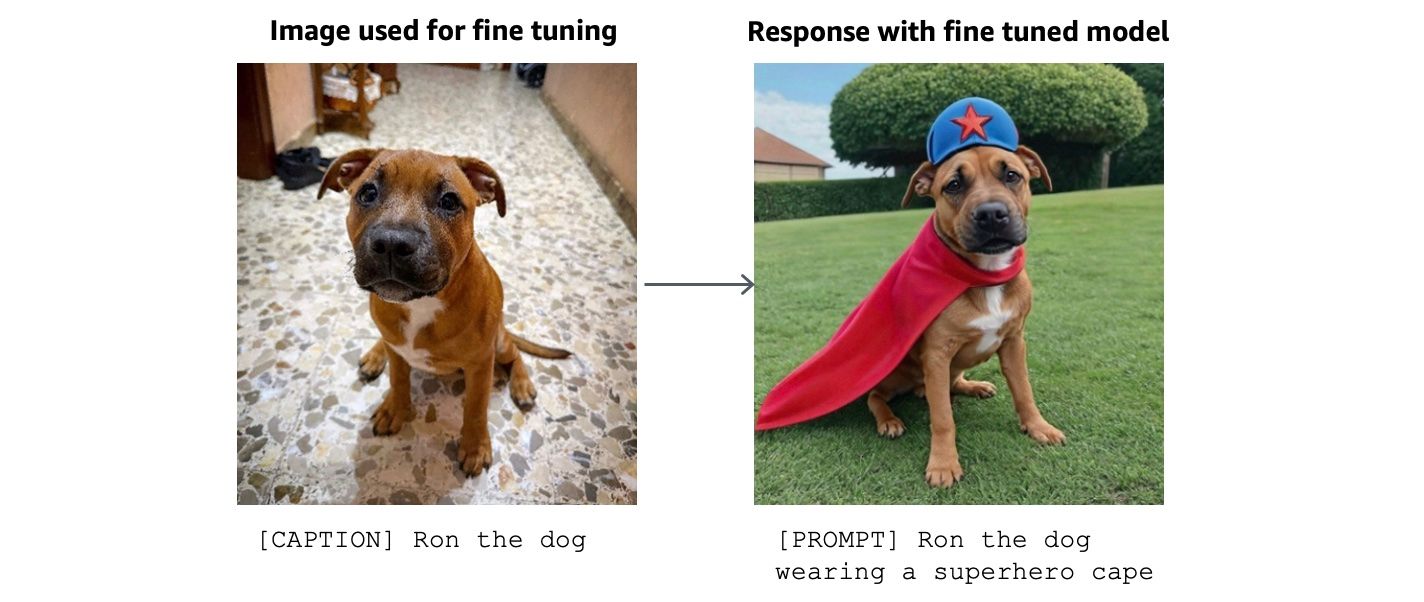 Image used for fine tuning
Response with fine tuned model
[CAPTION] Ron the dog
[PROMPT] Ron the dog
wearing a superhero cape